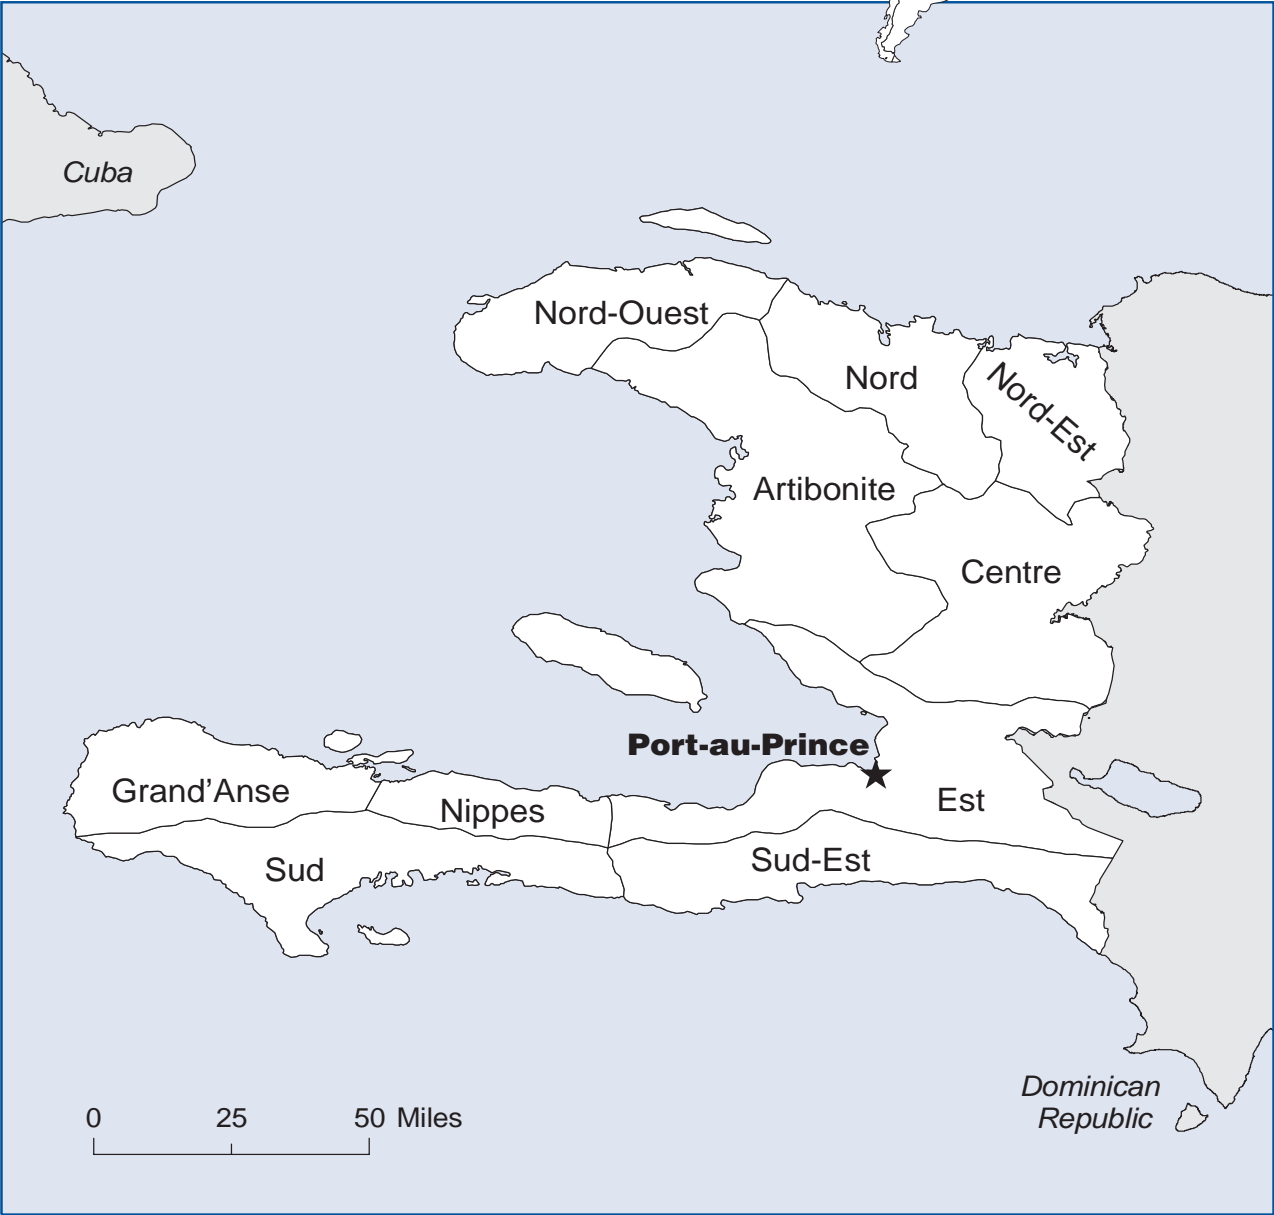 Cuba
Nord-Ouest
Nord
Nord-Est
Artibonite
Centre
Port-au-Prince
Grand’Anse
Nippes
Est
Sud
Sud-Est
Dominican
Republic
0 25 50 Miles